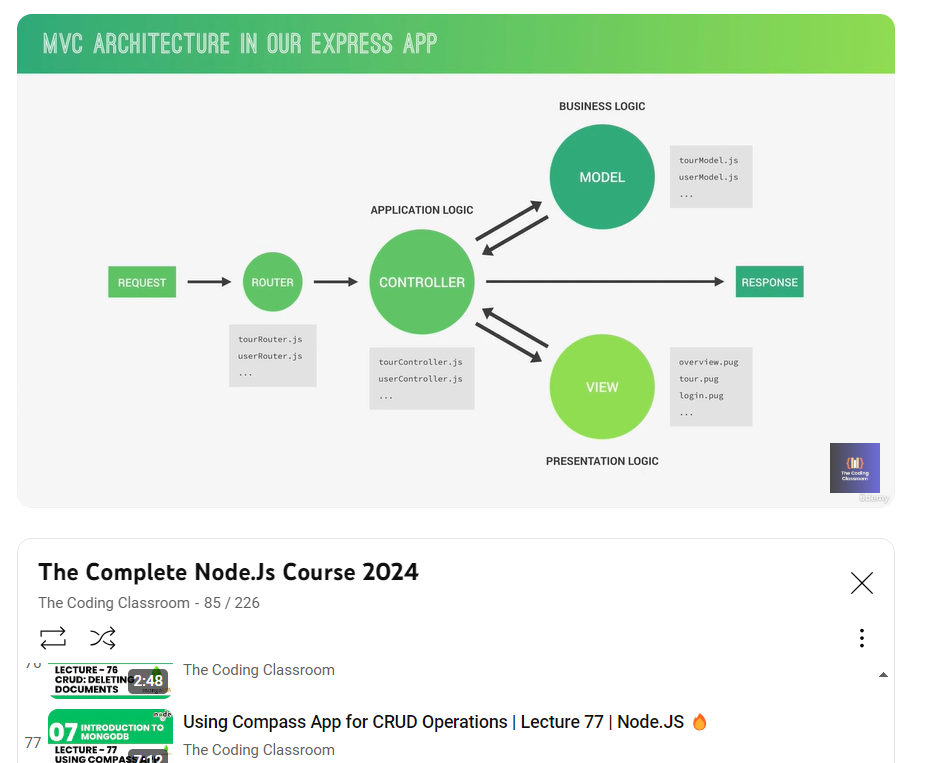 MVC ARCHITECTURE IN OUR EXPRESS APP
BUSINESS LOGIC
MODEL
tourModel.js
userModel.js
...
APPLICATION LOGIC
REQUEST
ROUTER
CONTROLLER
RESPONSE
tourRouter.js
userRouter.js
...
tourController.js
userController.js
...
VIEW
overview.pug
tour.pug
login.pug
...
PRESENTATION LOGIC
The Coding
Classroom
ûdemy
The Complete Node.Js Course 2024
The Coding Classroom - 85 / 226
76
LECTURE - 76
CRUD: DELETING
DOCUMENTS
2:48
The Coding Classroom
77
07 INTRODUCTION TO
MONGODB
LECTURE - 77
USING COMPASS
7:12
Using Compass App for CRUD Operations | Lecture 77 | Node.JS 🔥
The Coding Classroom